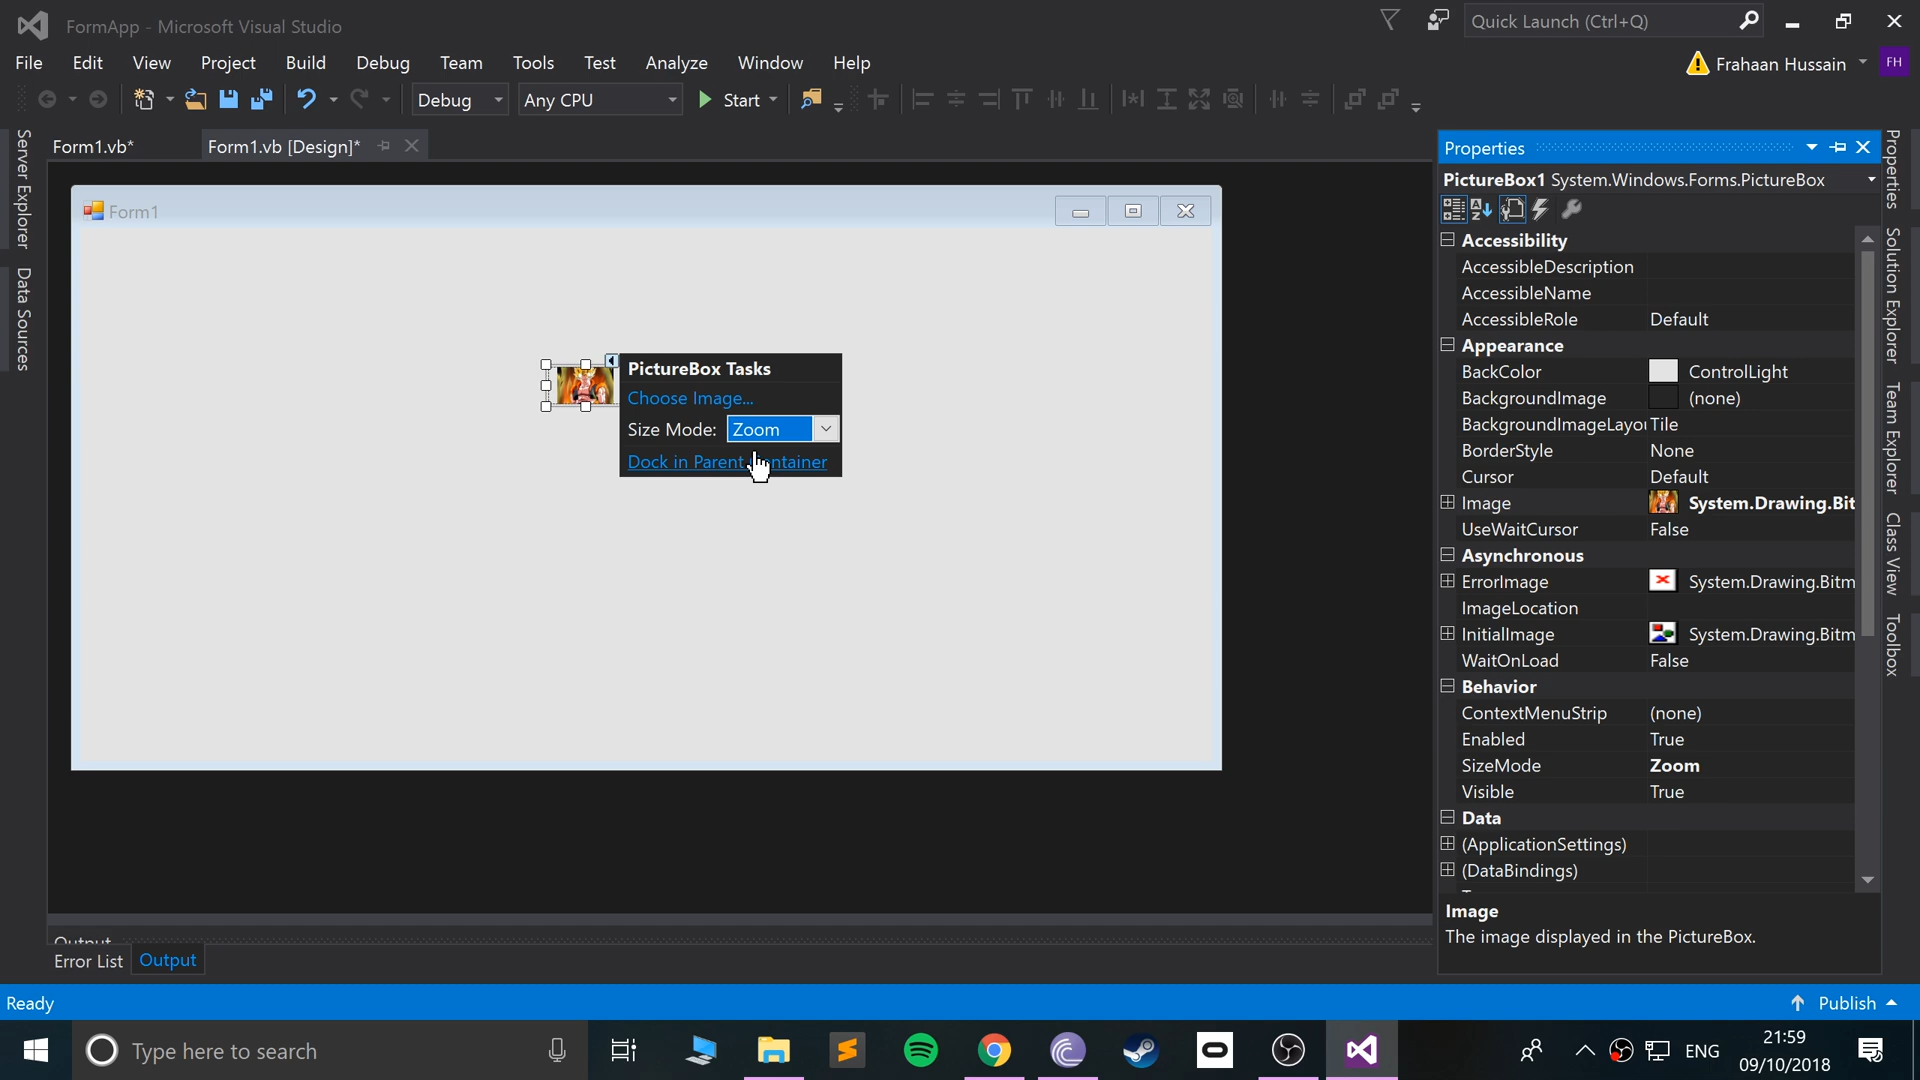 FormApp - Microsoft Visual Studio
Quick Launch (Ctrl+Q)
File Edit View Project Build Debug Team Tools Test Analyze Window Help
Frahaan Hussain FH
Debug Any CPU Start
Form1.vb*
Form1.vb [Design]*
Server Explorer
Data Sources
Form1
PictureBox Tasks
Choose Image...
Size Mode: Zoom
Dock in Parent
Properties
PictureBox1 System.Windows.Forms.PictureBox
Accessibility
AccessibleDescription
AccessibleName
AccessibleRole Default
Appearance
BackColor ControlLight
BackgroundImage (none)
BackgroundImageLayou Tile
BorderStyle None
Cursor Default
Image System.Drawing.Bit
UseWaitCursor False
Asynchronous
ErrorImage System.Drawing.Bitm
ImageLocation
InitialImage System.Drawing.Bitm
WaitOnLoad False
Behavior
ContextMenuStrip (none)
Enabled True
SizeMode Zoom
Visible True
Data
(ApplicationSettings)
(DataBindings)
Image
The image displayed in the PictureBox.
Properties
Solution Explorer
Team Explorer
Class View
Toolbox
Output
Error List Output
Ready
Publish
Type here to search
ENG
21:59
09/10/2018